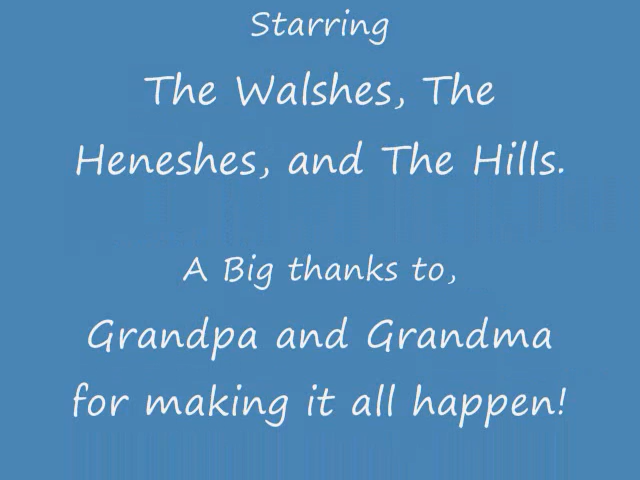 Starring
The Walshes, The
Heneshes, and The Hills.
A Big thanks to,
Grandpa and Grandma
for making it all happen!